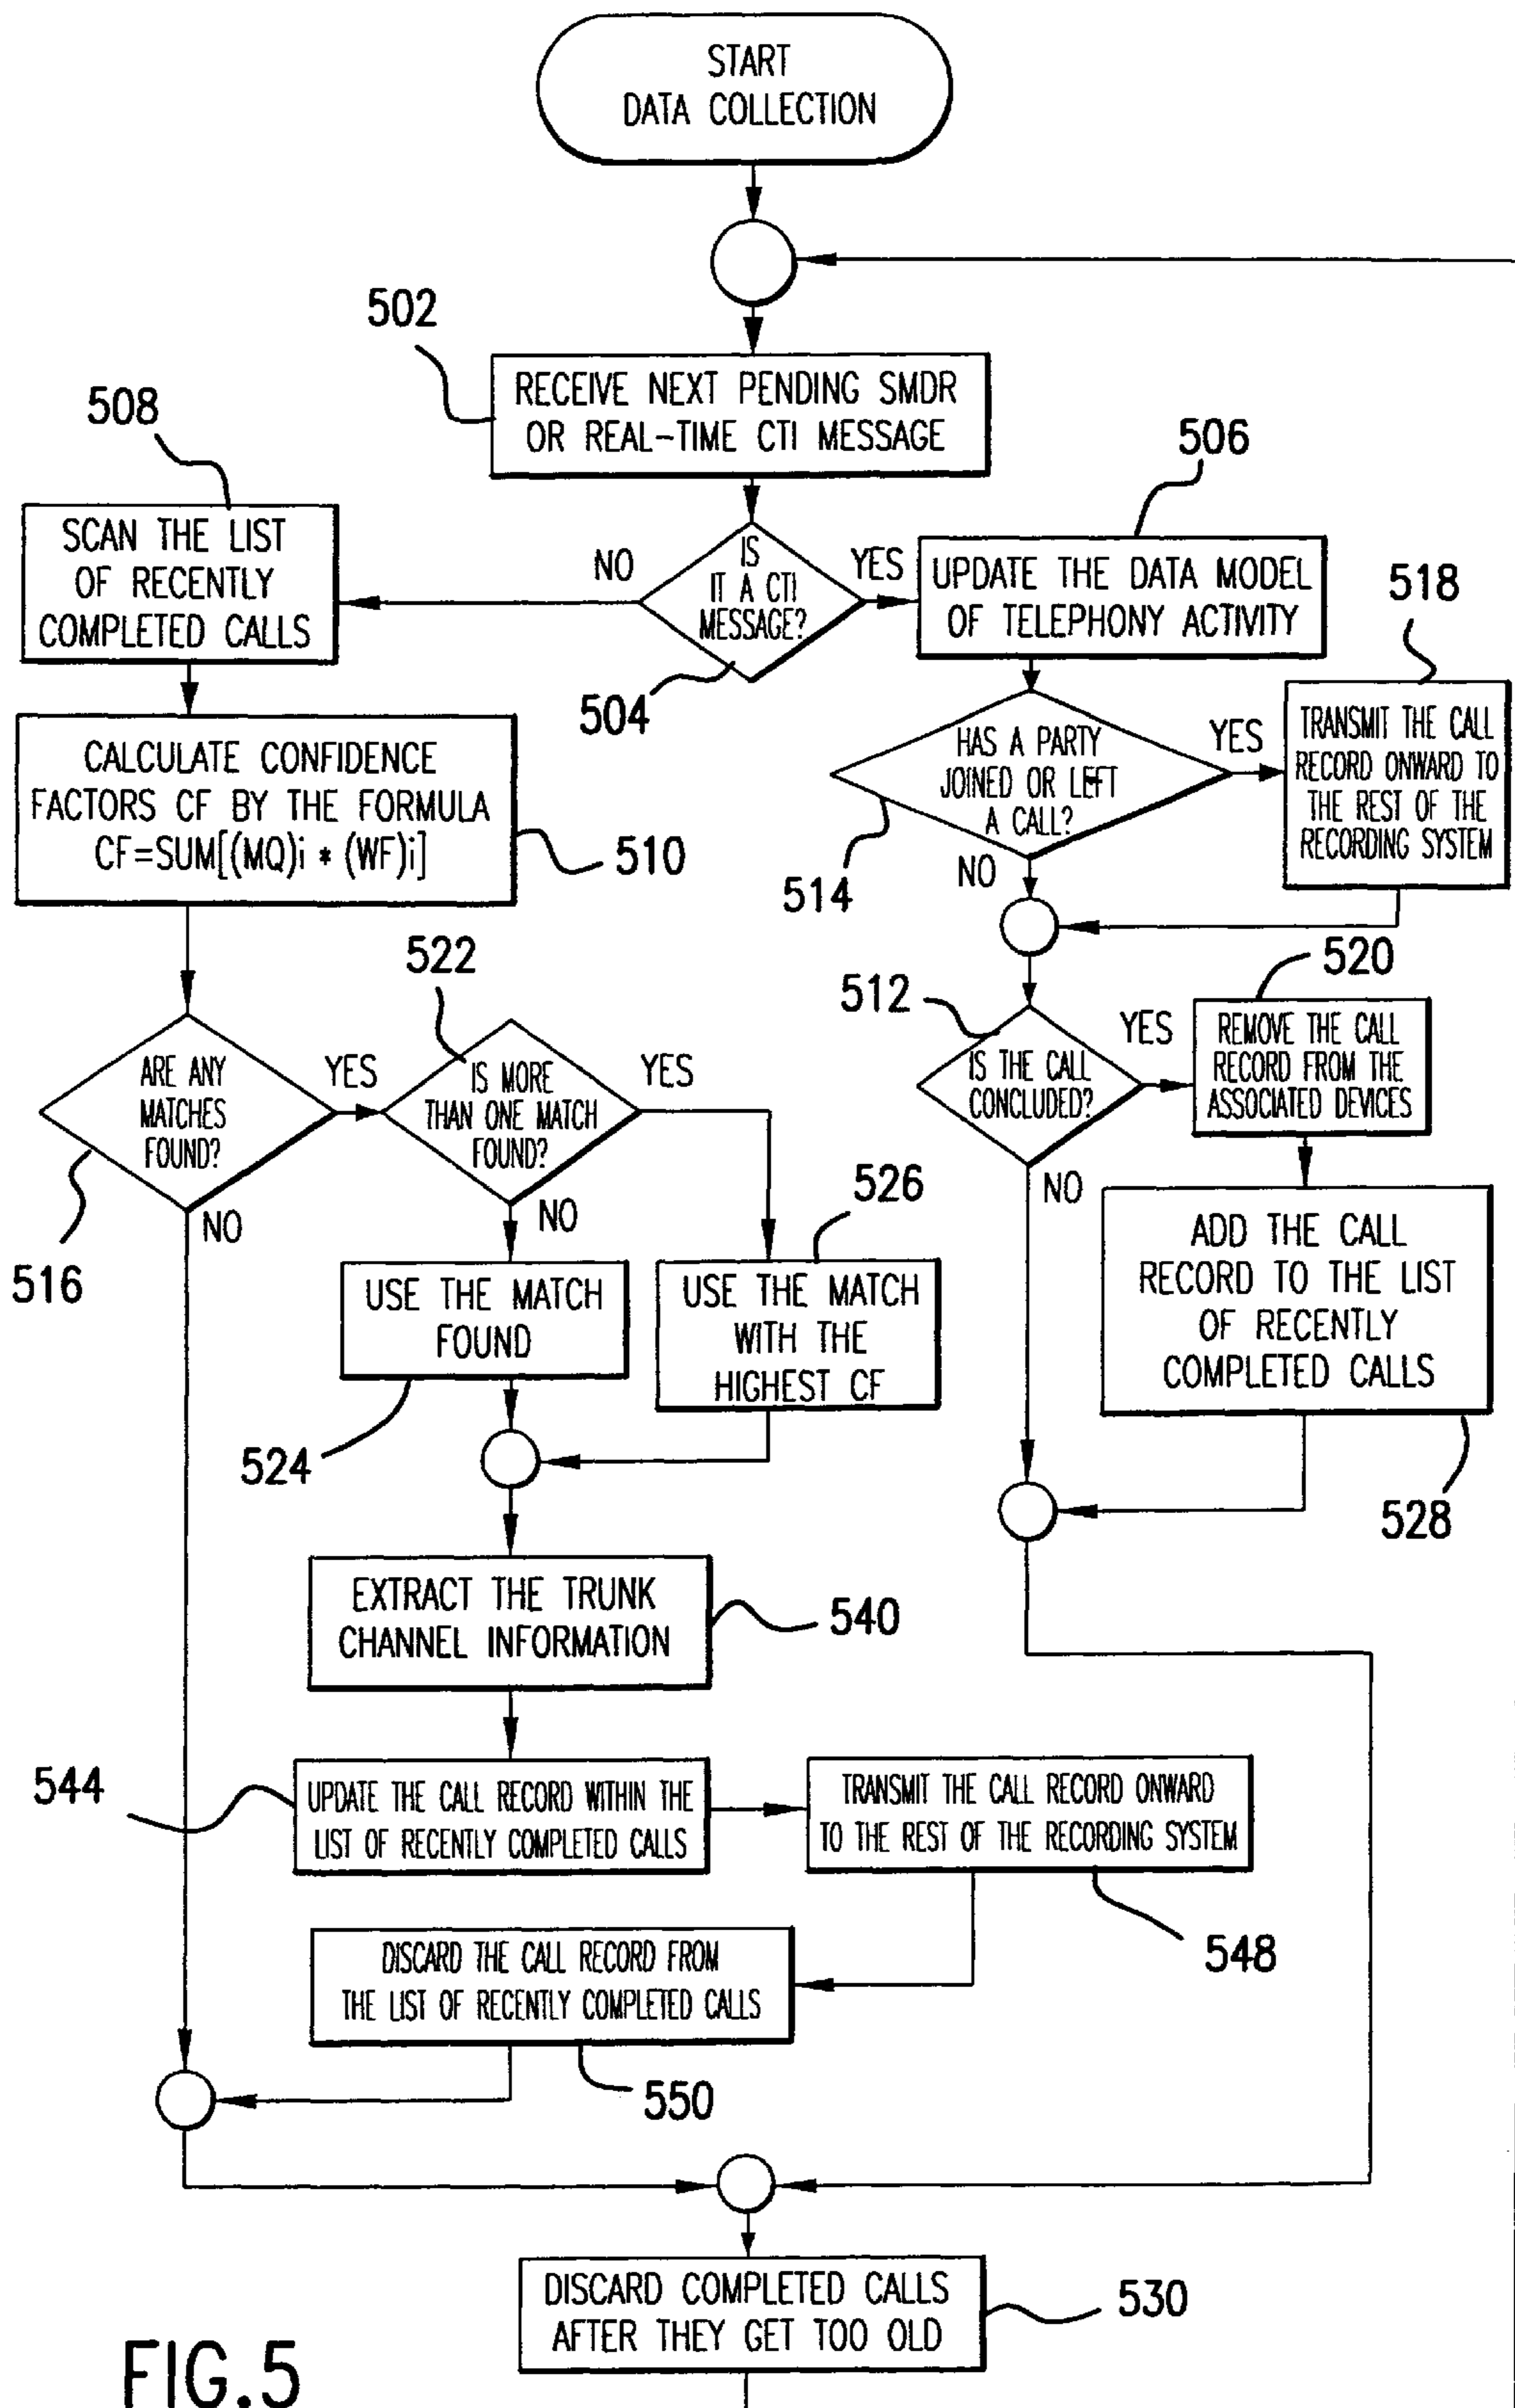 START
DATA COLLECTION
502
RECEIVE NEXT PENDING SMDR
OR REAL-TIME CTI MESSAGE
508
SCAN THE LIST
OF RECENTLY
COMPLETED CALLS
NO
IS
IT A CTI
MESSAGE?
YES
504
506
UPDATE THE DATA MODEL
OF TELEPHONY ACTIVITY
518
CALCULATE CONFIDENCE
FACTORS CF BY THE FORMULA
CF=SUM[(MQ)i * (WF)i]
510
HAS A PARTY
JOINED OR LEFT
A CALL?
YES
514
NO
TRANSMIT THE CALL
RECORD ONWARD TO
THE REST OF THE
RECORDING SYSTEM
522
512
520
ARE ANY
MATCHES
FOUND?
YES
516
NO
IS MORE
THAN ONE MATCH
FOUND?
YES
NO
IS THE CALL
CONCLUDED?
YES
NO
REMOVE THE CALL
RECORD FROM THE
ASSOCIATED DEVICES
526
USE THE MATCH
FOUND
524
USE THE MATCH
WITH THE
HIGHEST CF
ADD THE CALL
RECORD TO THE LIST
OF RECENTLY
COMPLETED CALLS
528
EXTRACT THE TRUNK
CHANNEL INFORMATION
540
544
UPDATE THE CALL RECORD WITHIN THE
LIST OF RECENTLY COMPLETED CALLS
TRANSMIT THE CALL RECORD ONWARD
TO THE REST OF THE RECORDING SYSTEM
548
DISCARD THE CALL RECORD FROM
THE LIST OF RECENTLY COMPLETED CALLS
550
DISCARD COMPLETED CALLS
AFTER THEY GET TOO OLD
530
FIG.5